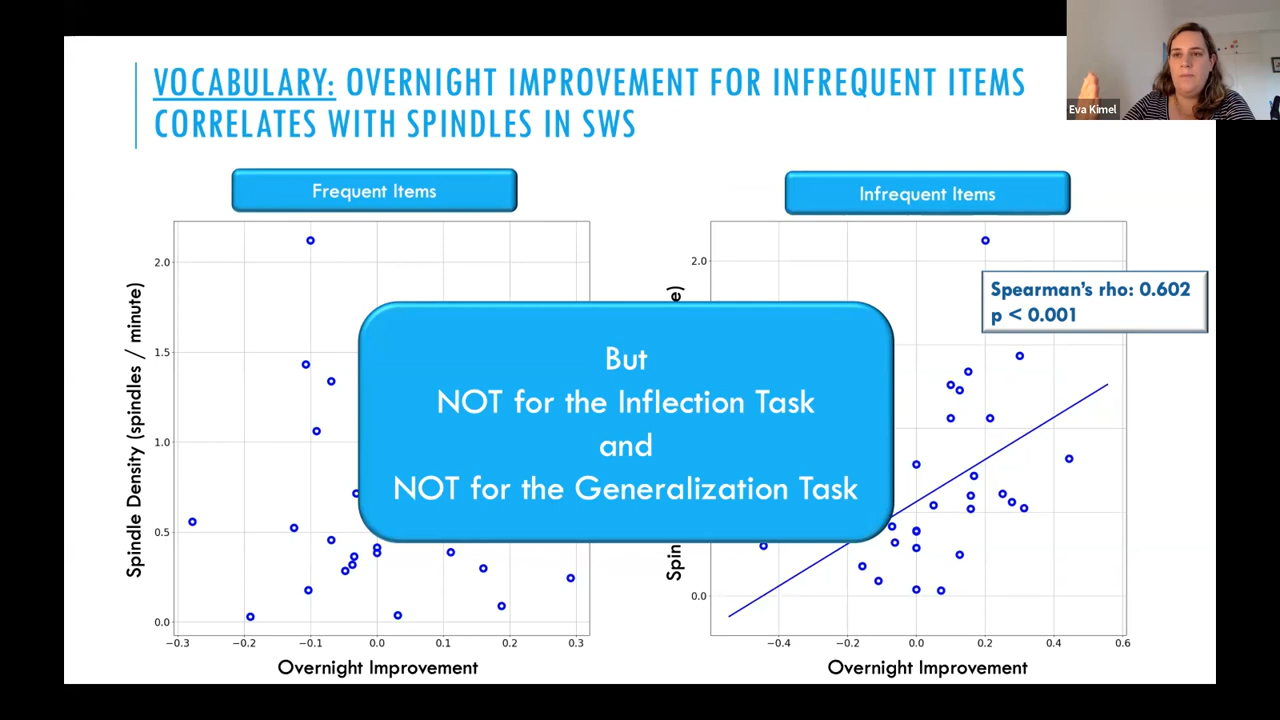 VOCABULARY: OVERNIGHT IMPROVEMENT FOR INFREQUENT ITEMS
CORRELATES WITH SPINDLES IN SWS
Eva Kimel
Frequent Items
Spindle Density (spindles / minute)
2.0
1.5
1.0
0.5
0.0
−0.3 −0.2 −0.1 0.0 0.1 0.2 0.3
Overnight Improvement
Infrequent Items
2.0
0.0
Spearman's rho: 0.602
p < 0.001
−0.4 −0.2 0.0 0.2 0.4 0.6
Overnight Improvement
But
NOT for the Inflection Task
and
NOT for the Generalization Task